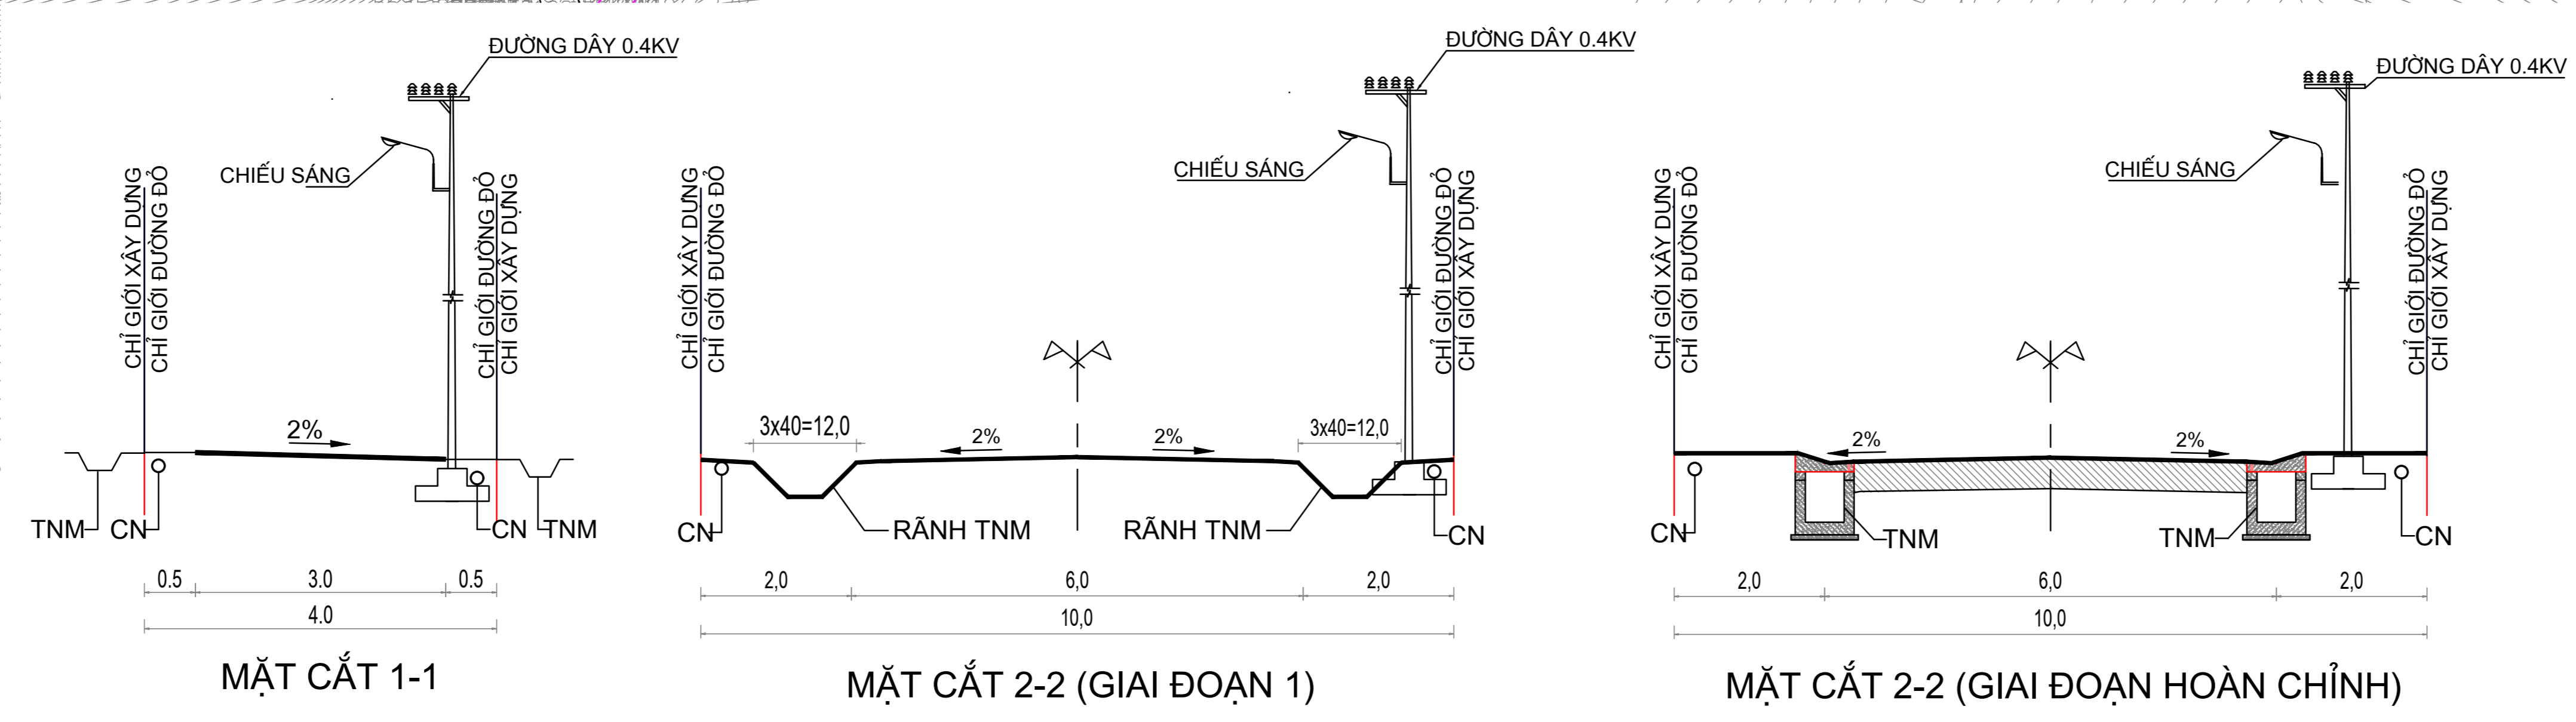 ĐƯỜNG DÂY 0.4KV
CHIẾU SÁNG
CHỈ GIỚI XÂY DỰNG
CHỈ GIỚI ĐƯỜNG ĐỎ
CHỈ GIỚI ĐƯỜNG ĐỎ
CHỈ GIỚI XÂY DỰNG
2%
TNM
CN
CN
TNM
0.5
3.0
0.5
4.0
MẶT CẮT 1-1
ĐƯỜNG DÂY 0.4KV
CHIẾU SÁNG
CHỈ GIỚI XÂY DỰNG
CHỈ GIỚI ĐƯỜNG ĐỎ
CHỈ GIỚI ĐƯỜNG ĐỎ
CHỈ GIỚI XÂY DỰNG
3x40=12,0
2%
2%
3x40=12,0
CN
RÃNH TNM
RÃNH TNM
CN
2,0
6,0
2,0
10,0
MẶT CẮT 2-2 (GIAI ĐOẠN 1)
ĐƯỜNG DÂY 0.4KV
CHIẾU SÁNG
CHỈ GIỚI XÂY DỰNG
CHỈ GIỚI ĐƯỜNG ĐỎ
CHỈ GIỚI ĐƯỜNG ĐỎ
CHỈ GIỚI XÂY DỰNG
2%
2%
CN
TNM
TNM
CN
2,0
6,0
2,0
10,0
MẶT CẮT 2-2 (GIAI ĐOẠN HOÀN CHỈNH)